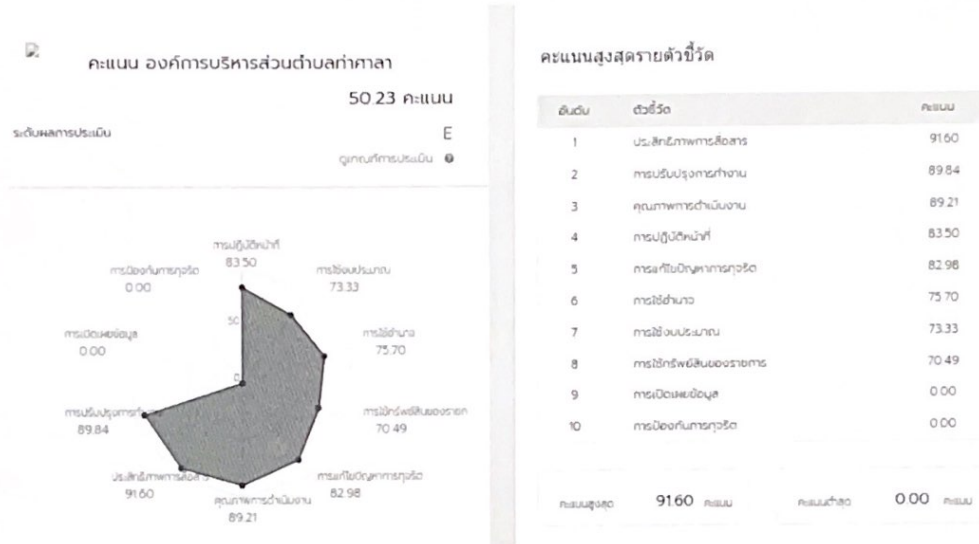 คะแนน องค์การบริหารส่วนตำบลท่าศาลา
50.23 คะแนน
ระดับผลการประเมิน
E
ดูเกณฑ์การประเมิน
การปฏิบัติหน้าที่
83.50
การป้องกันการทุจริต
0.00
การใช้งบประมาณ
73.33
50
การเปิดเผยข้อมูล
0.00
การใช้อำนาจ
75.70
0
การปรับปรุงการทำ
89.84
การใช้ทรัพย์สินของราชก
70.49
ประสิทธิภาพการสื่อสาร
91.60
การแก้ไขปัญหาการทุจริต
82.98
คุณภาพการดำเนินงาน
89.21
คะแนนสูงสุดรายตัวชี้วัด
อันดับ ตัวชี้วัด คะแนน
1 ประสิทธิภาพการสื่อสาร 91.60
2 การปรับปรุงการทำงาน 89.84
3 คุณภาพการดำเนินงาน 89.21
4 การปฏิบัติหน้าที่ 83.50
5 การแก้ไขปัญหาการทุจริต 82.98
6 การใช้อำนาจ 75.70
7 การใช้งบประมาณ 73.33
8 การใช้ทรัพย์สินของราชการ 70.49
9 การเปิดเผยข้อมูล 0.00
10 การป้องกันการทุจริต 0.00
คะแนนสูงสุด 91.60 คะแนน คะแนนต่ำสุด 0.00 คะแนน